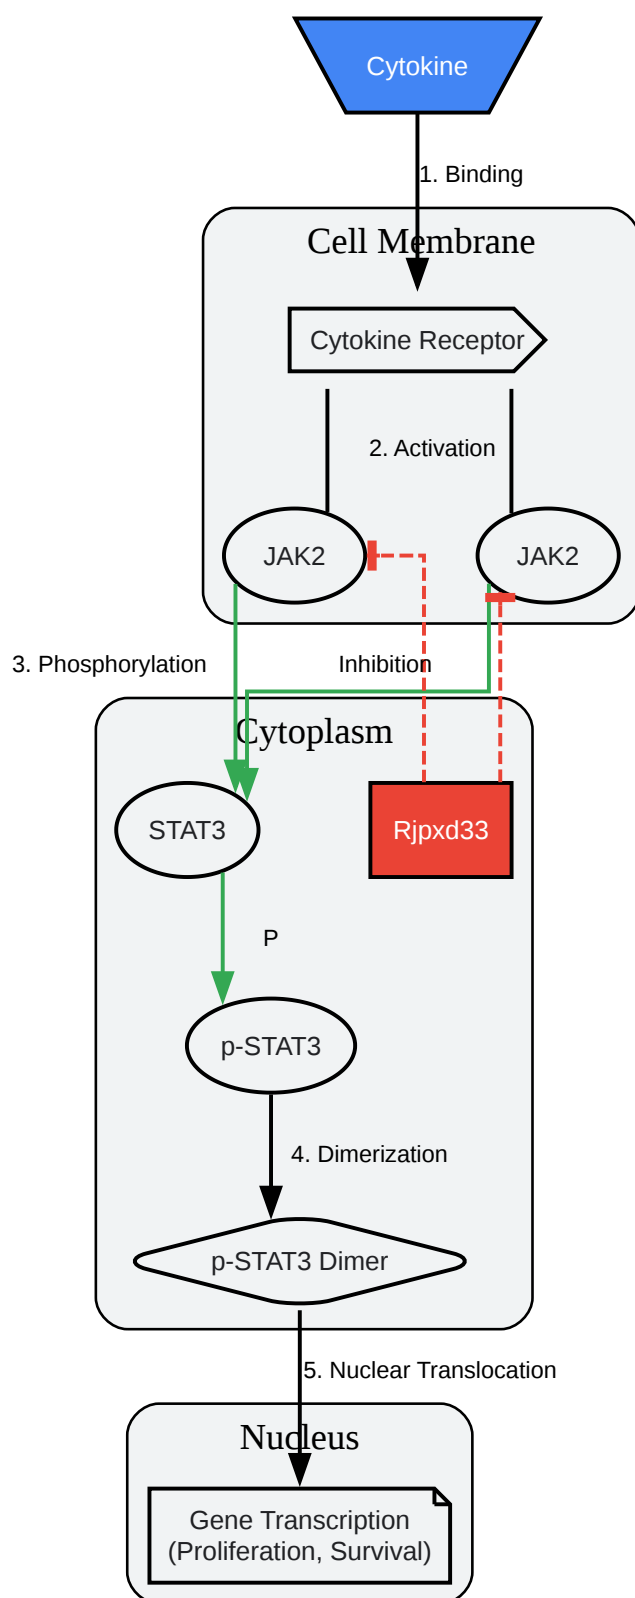 Cytokine
1. Binding
Cell Membrane
Cytokine Receptor
2. Activation
JAK2
JAK2
3. Phosphorylation
Inhibition
Cytoplasm
STAT3
Rjpxd33
P
p-STAT3
4. Dimerization
p-STAT3 Dimer
5. Nuclear Translocation
Nucleus
Gene Transcription
(Proliferation, Survival)